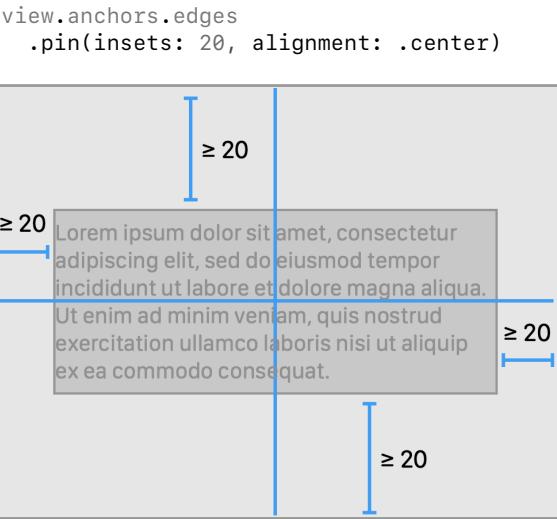 view.anchors.edges
.pin(insets: 20, alignment: .center)
≥ 20
≥ 20
Lorem ipsum dolor sit amet, consectetur
adipiscing elit, sed do eiusmod tempor
incididunt ut labore et dolore magna aliqua.
Ut enim ad minim veniam, quis nostrud
exercitation ullamco laboris nisi ut aliquip
ex ea commodo consequat.
≥ 20
≥ 20